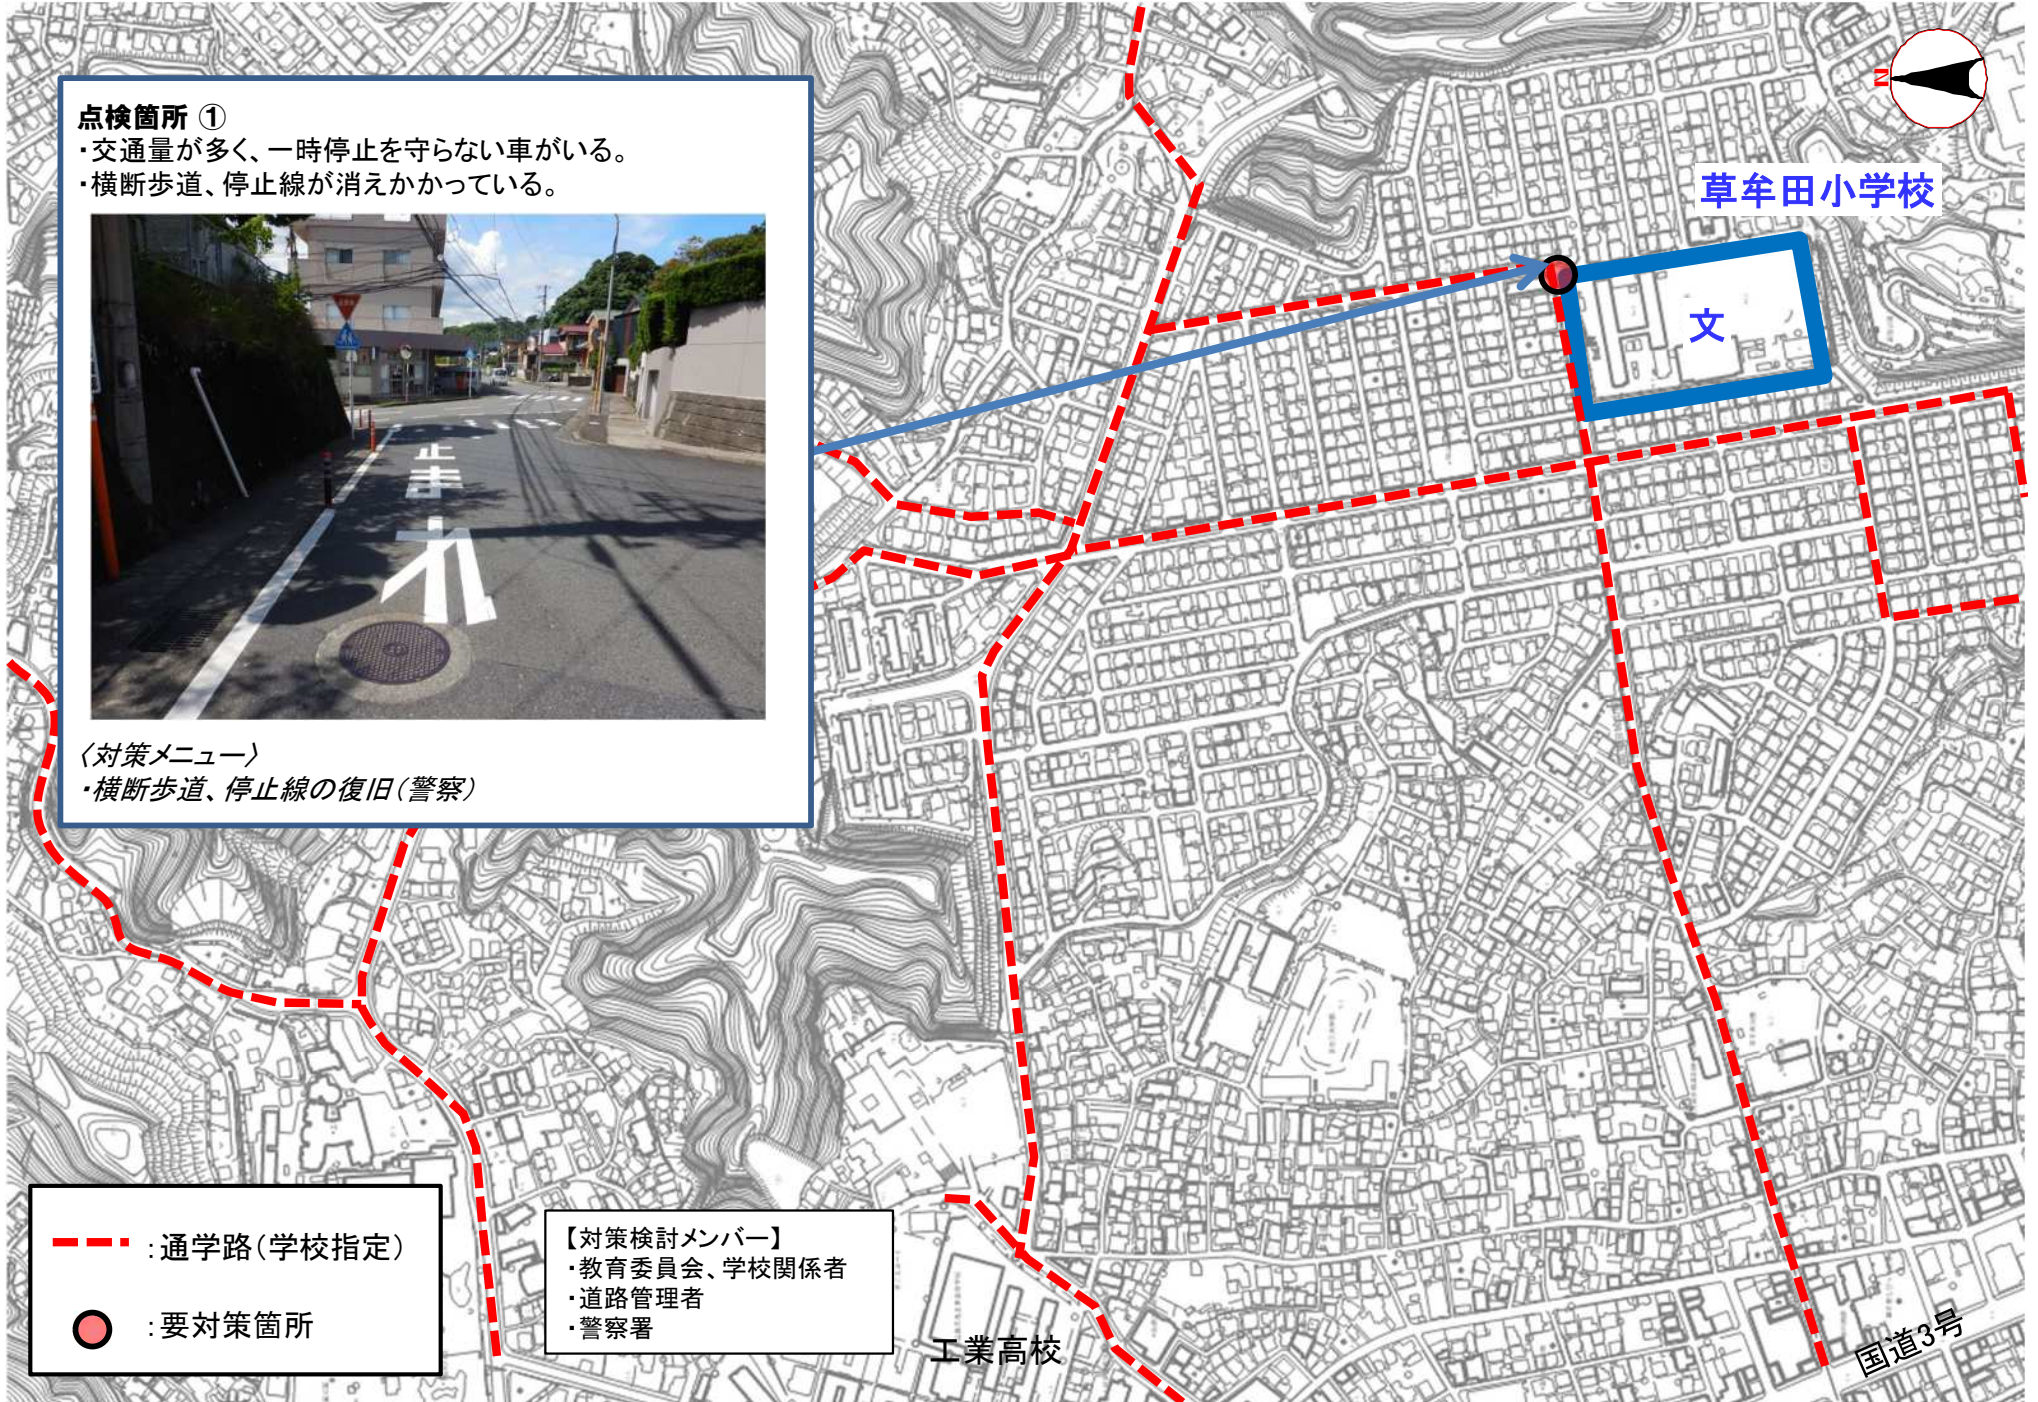 点検箇所 ①
・交通量が多く、一時停止を守らない車がいる。
・横断歩道、停止線が消えかかっている。
止まれ
〈対策メニュー〉
・横断歩道、停止線の復旧（警察）
N
草牟田小学校
文
：通学路（学校指定）
：要対策箇所
【対策検討メンバー】
・教育委員会、学校関係者
・道路管理者
・警察署
工業高校
国道3号